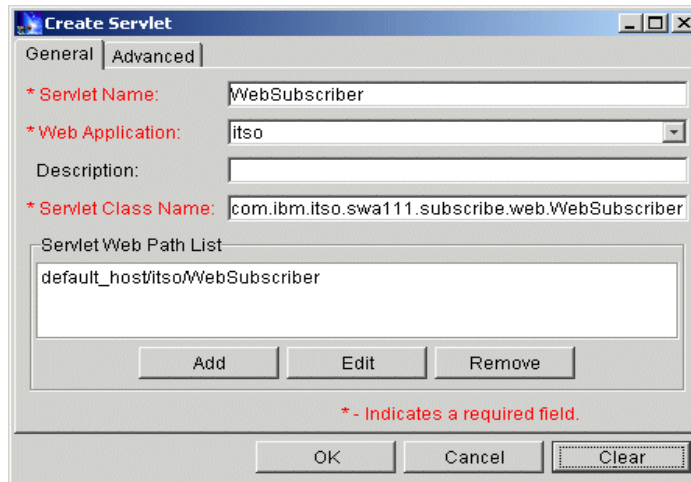 Create Servlet
General Advanced
* Servlet Name: WebSubscriber
* Web Application: itso
Description:
* Servlet Class Name: com.ibm.itso.swa111.subscribe.web.WebSubscriber
Servlet Web Path List
default_host/itso/WebSubscriber
Add Edit Remove
* - Indicates a required field.
OK Cancel Clear